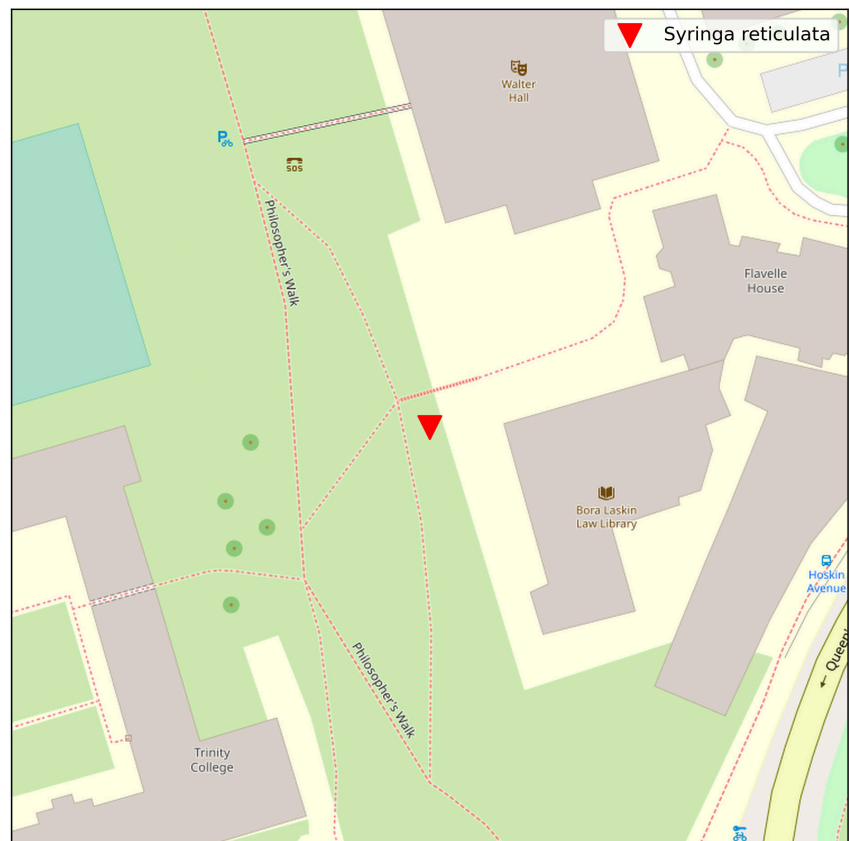 Syringa reticulata
Walter
Hall
P
P
SOS
Philosopher's Walk
Flavelle
House
Bora Laskin
Law Library
Hoskin
Avenue
← Queen'
Philosopher's Walk
Trinity
College